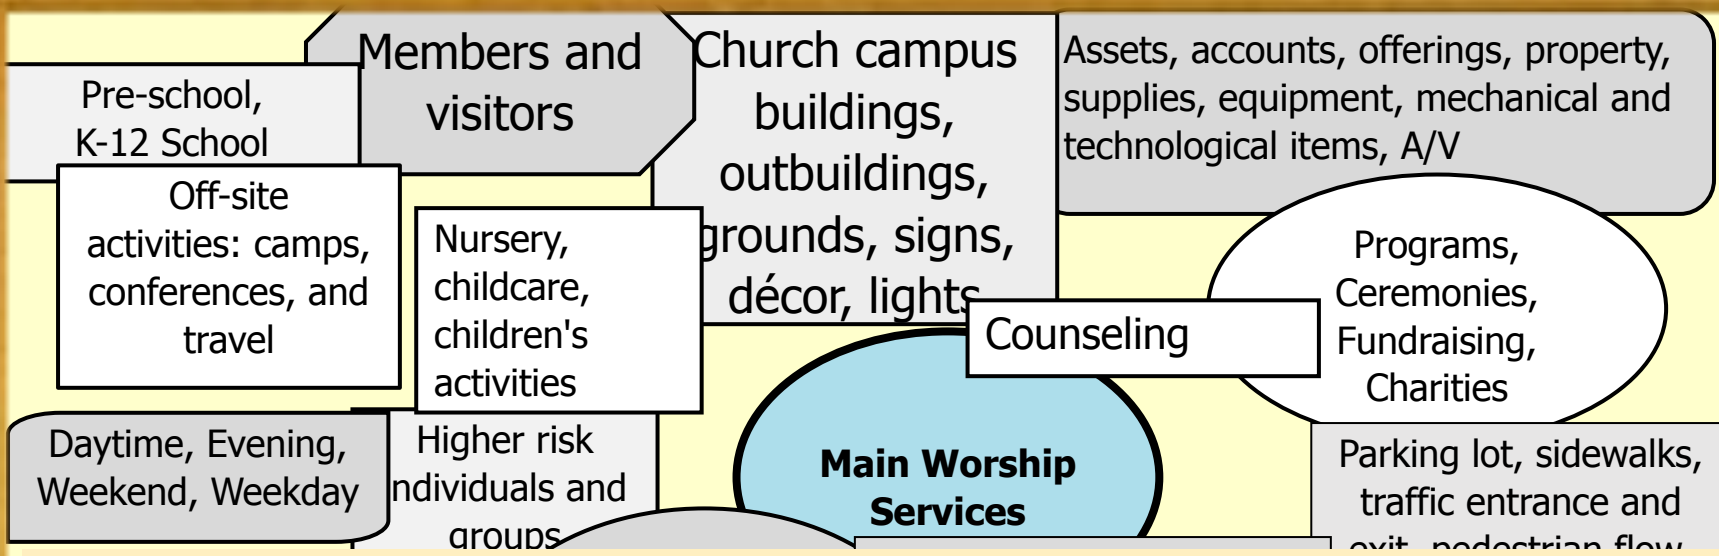 Members and
visitors
Church campus
buildings,
outbuildings,
grounds, signs,
décor, lights
Assets, accounts, offerings, property,
supplies, equipment, mechanical and
technological items, A/V
Pre-school,
K-12 School
Off-site
activities: camps,
conferences, and
travel
Nursery,
childcare,
children's
activities
Programs,
Ceremonies,
Fundraising,
Charities
Counseling
Daytime, Evening,
Weekend, Weekday
Higher risk
ndividuals and
groups
Main Worship
Services
Parking lot, sidewalks,
traffic entrance and
exit, pedestrian flow